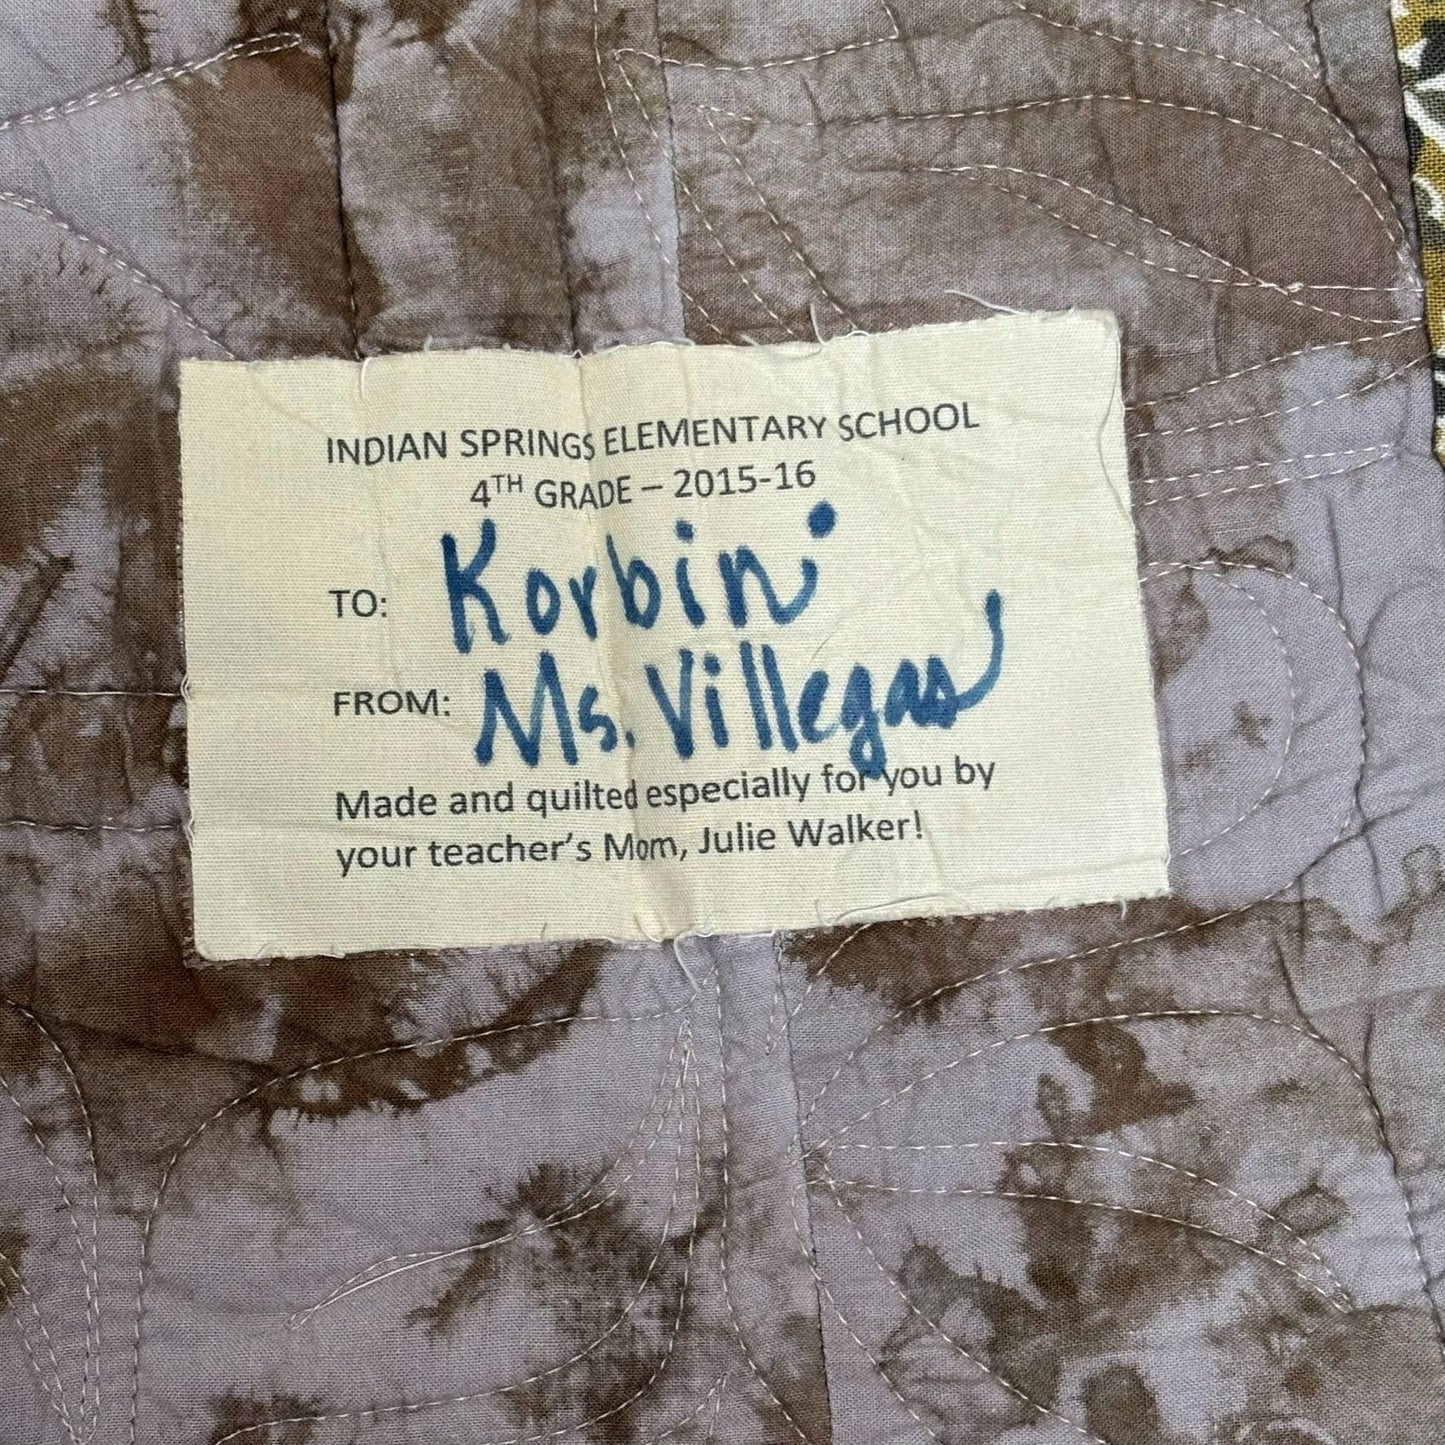 INDIAN SPRINGS ELEMENTARY SCHOOL
4TH GRADE – 2015-16
TO: Korbin
FROM: Ms. Villegas
Made and quilted especially for you by
your teacher's Mom, Julie Walker!